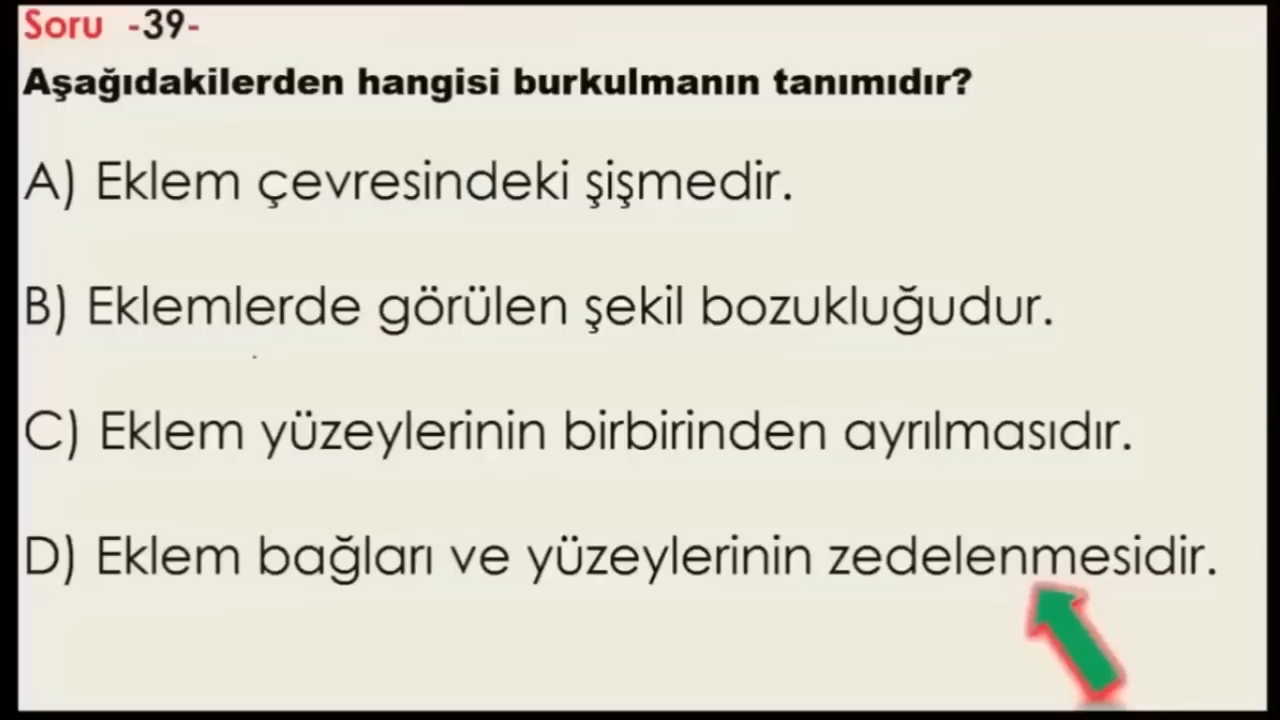 Soru -39-
Aşağıdakilerden hangisi burkulmanın tanımıdır?
A) Eklem çevresindeki şişmedir.
B) Eklemlerde görülen şekil bozukluğudur.
C) Eklem yüzeylerinin birbirinden ayrılmasıdır.
D) Eklem bağları ve yüzeylerinin zedelenmesidir.